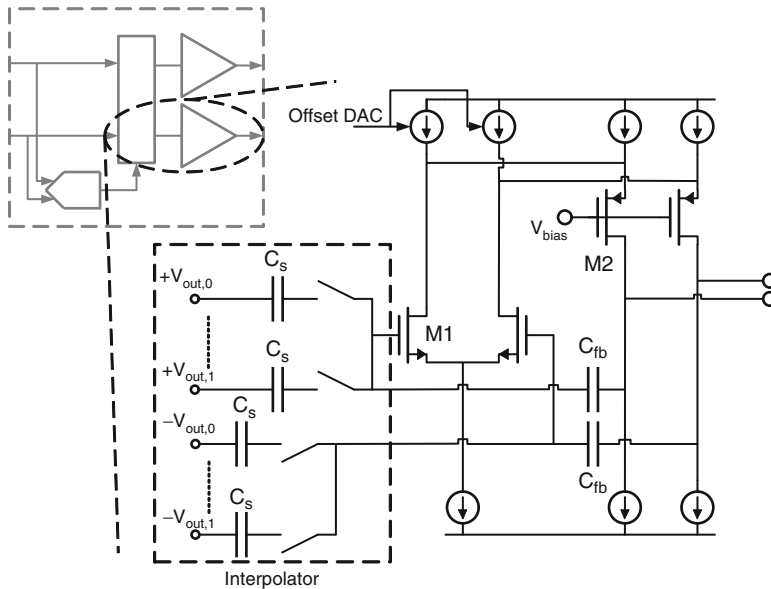 Offset DAC
V_bias
M2
C_s
+V_out,0
M1
C_s
+V_out,1
C_fb
−V_out,0
C_s
C_s
−V_out,1
C_fb
Interpolator